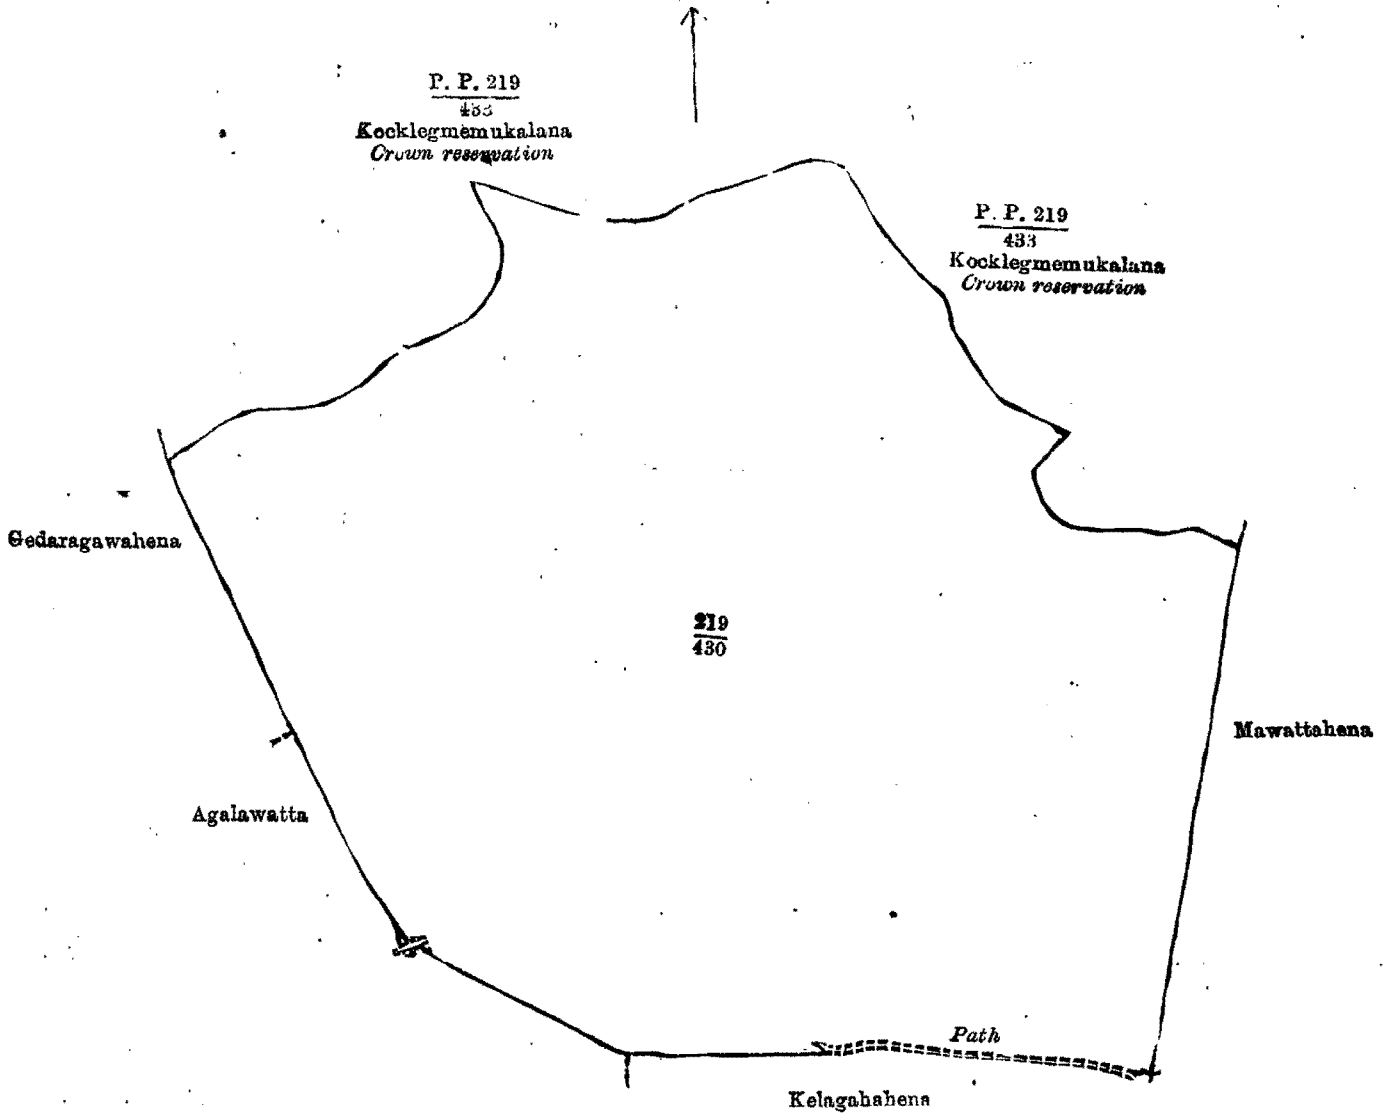 P. P. 219
433
Kocklegmemukalana
Crown reservation
P. P. 219
433
Kocklegmemukalana
Crown reservation
Gedaragawahena
219
430
Mawattahena
Agalawatta
Path
Kelagahahena